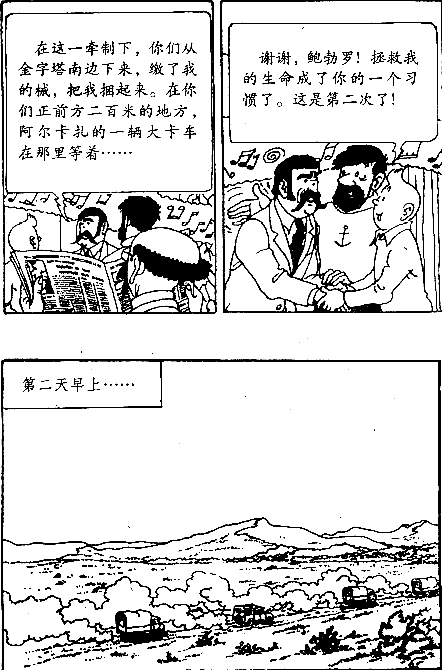 在这一牵制下，你们从
金字塔南边下来，缴了我
的械，把我捆起来。在你
们正前方二百米的地方，
阿尔卡扎的一辆大卡车
在那里等着……
谢谢，鲍勃罗！拯救我
的生命成了你的一个习
惯了。这是第二次了！
第二天早上……